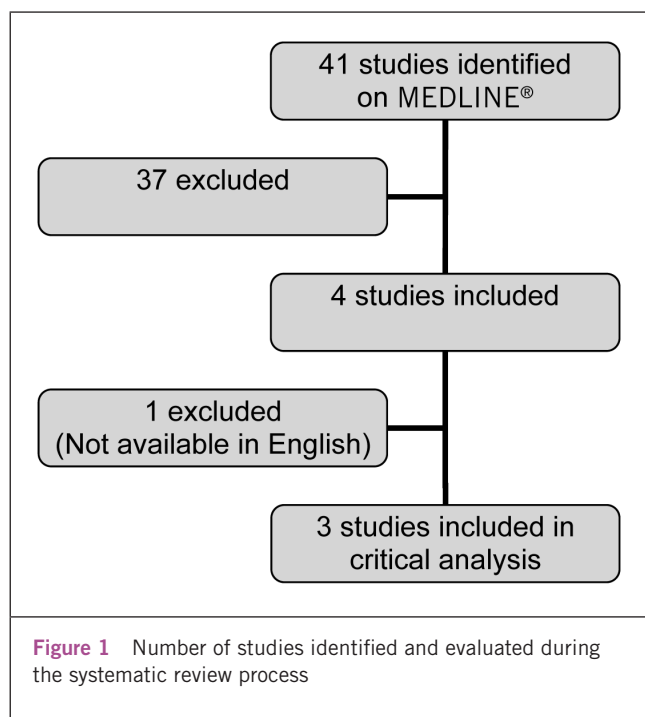 41 studies identified
on MEDLINE®
37 excluded
4 studies included
1 excluded
(Not available in English)
3 studies included in
critical analysis
Figure 1 Number of studies identified and evaluated during
the systematic review process